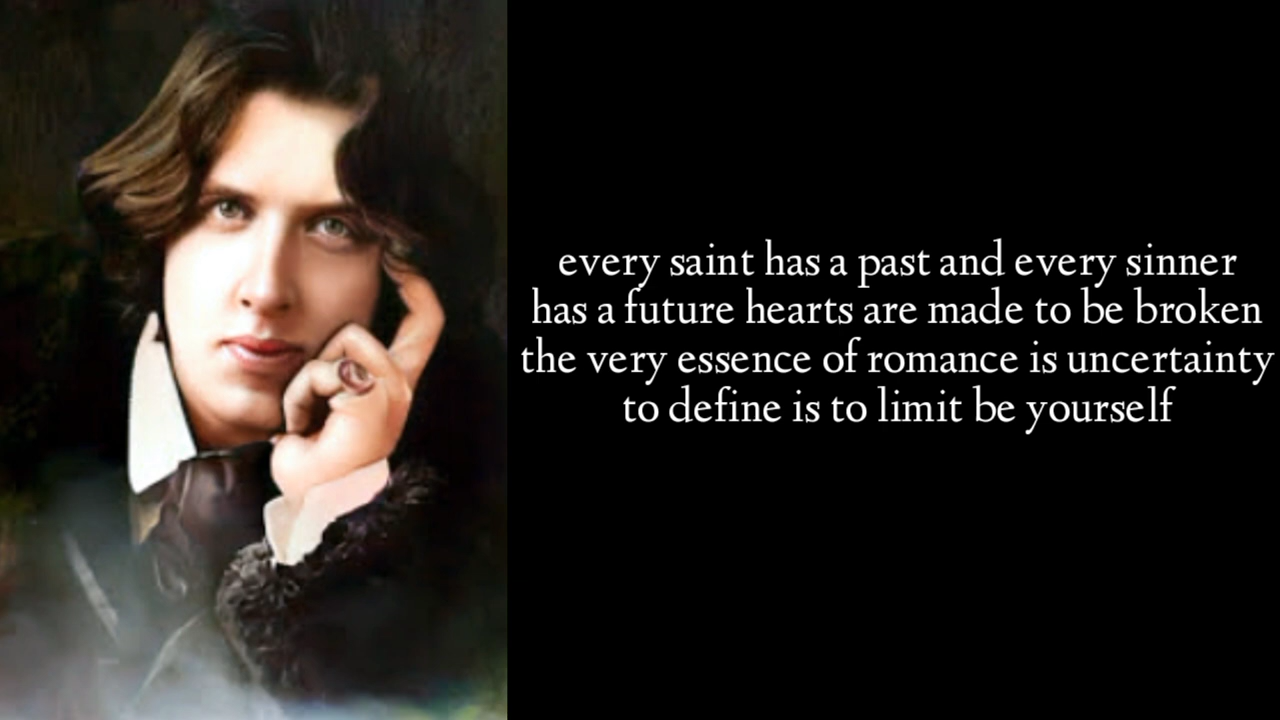 every saint has a past and every sinner
has a future hearts are made to be broken
the very essence of romance is uncertainty
to define is to limit be yourself